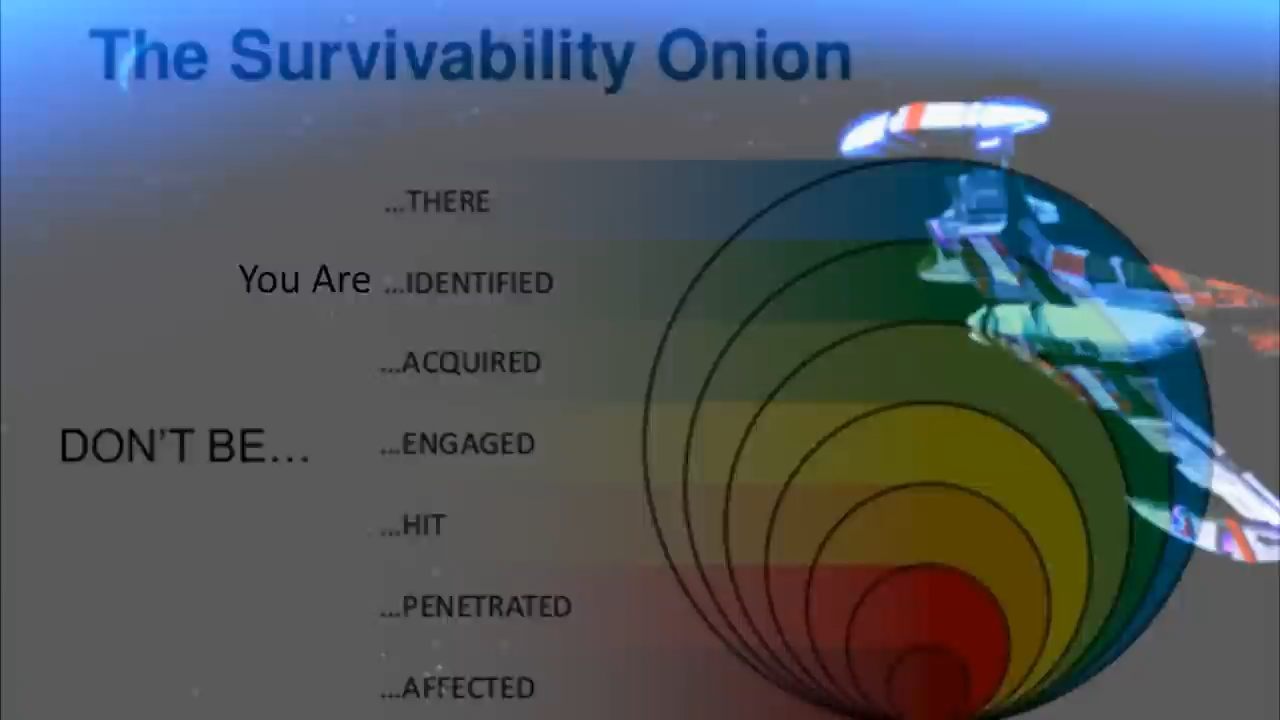 The Survivability Onion
...THERE
You Are ...IDENTIFIED
...ACQUIRED
DON'T BE... ...ENGAGED
...HIT
...PENETRATED
...AFFECTED